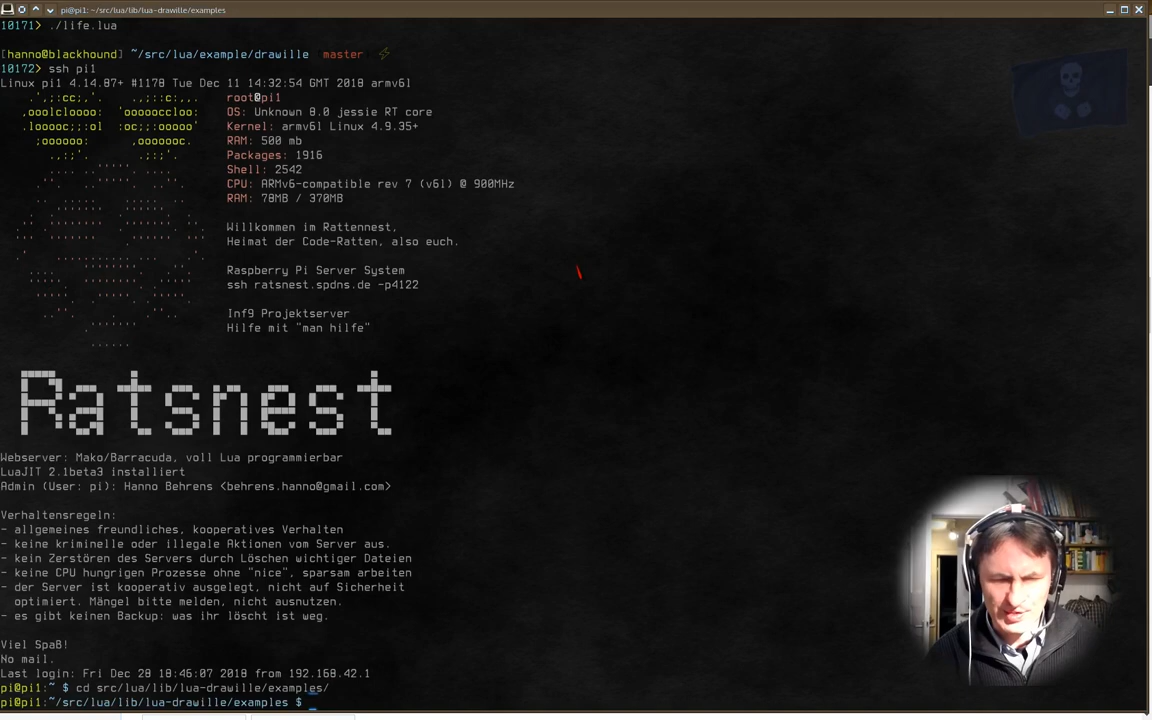 pi@pi1: ~/src/lua/lib/lua-drawille/examples
10171> ./life.lua
[hanno@blackhound] ~/src/lua/example/drawille master ⚡
10172> ssh pi1
Linux pi1 4.14.87+ #1178 Tue Dec 11 14:32:54 GMT 2018 armv6l
root@pi1
OS: Unknown 8.0 jessie RT core
Kernel: armv6l Linux 4.9.35+
RAM: 500 mb
Packages: 1916
Shell: 2542
CPU: ARMv6-compatible rev 7 (v6l) @ 900MHz
RAM: 78MB / 370MB
Willkommen im Rattennest,
Heimat der Code-Ratten, also euch.
Raspberry Pi Server System
ssh ratsnest.spdns.de -p4122
Inf9 Projektserver
Hilfe mit "man hilfe"
Ratsnest
Webserver: Mako/Barracuda, voll Lua programmierbar
LuaJIT 2.1beta3 installiert
Admin (User: pi): Hanno Behrens <behrens.hanno@gmail.com>
Verhaltensregeln:
- allgemeines freundliches, kooperatives Verhalten
- keine kriminelle oder illegale Aktionen vom Server aus.
- kein Zerstören des Servers durch Löschen wichtiger Dateien
- keine CPU hungrigen Prozesse ohne "nice", sparsam arbeiten
- der Server ist kooperativ ausgelegt, nicht auf Sicherheit
optimiert. Mängel bitte melden, nicht ausnutzen.
- es gibt keinen Backup: was ihr löscht ist weg.
Viel Spaß!
No mail.
Last login: Fri Dec 28 18:46:07 2018 from 192.168.42.1
pi@pi1:~ $ cd src/lua/lib/lua-drawille/examples/
pi@pi1:~/src/lua/lib/lua-drawille/examples $ _